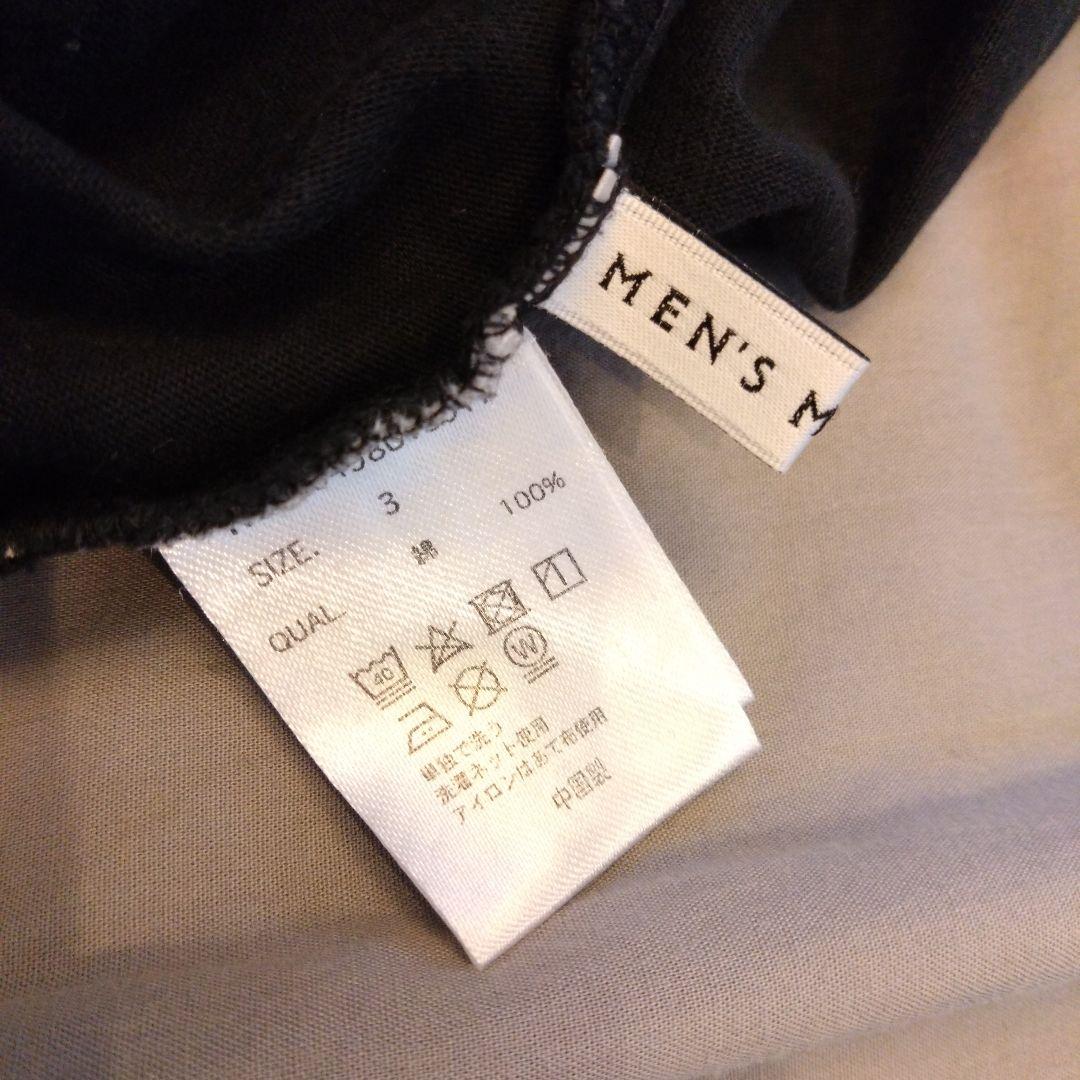 MEN'S M
SIZE. 3
QUAL. 綿 100%
40
W
単独で洗う
洗濯ネット使用
アイロンはあて布使用
中国製